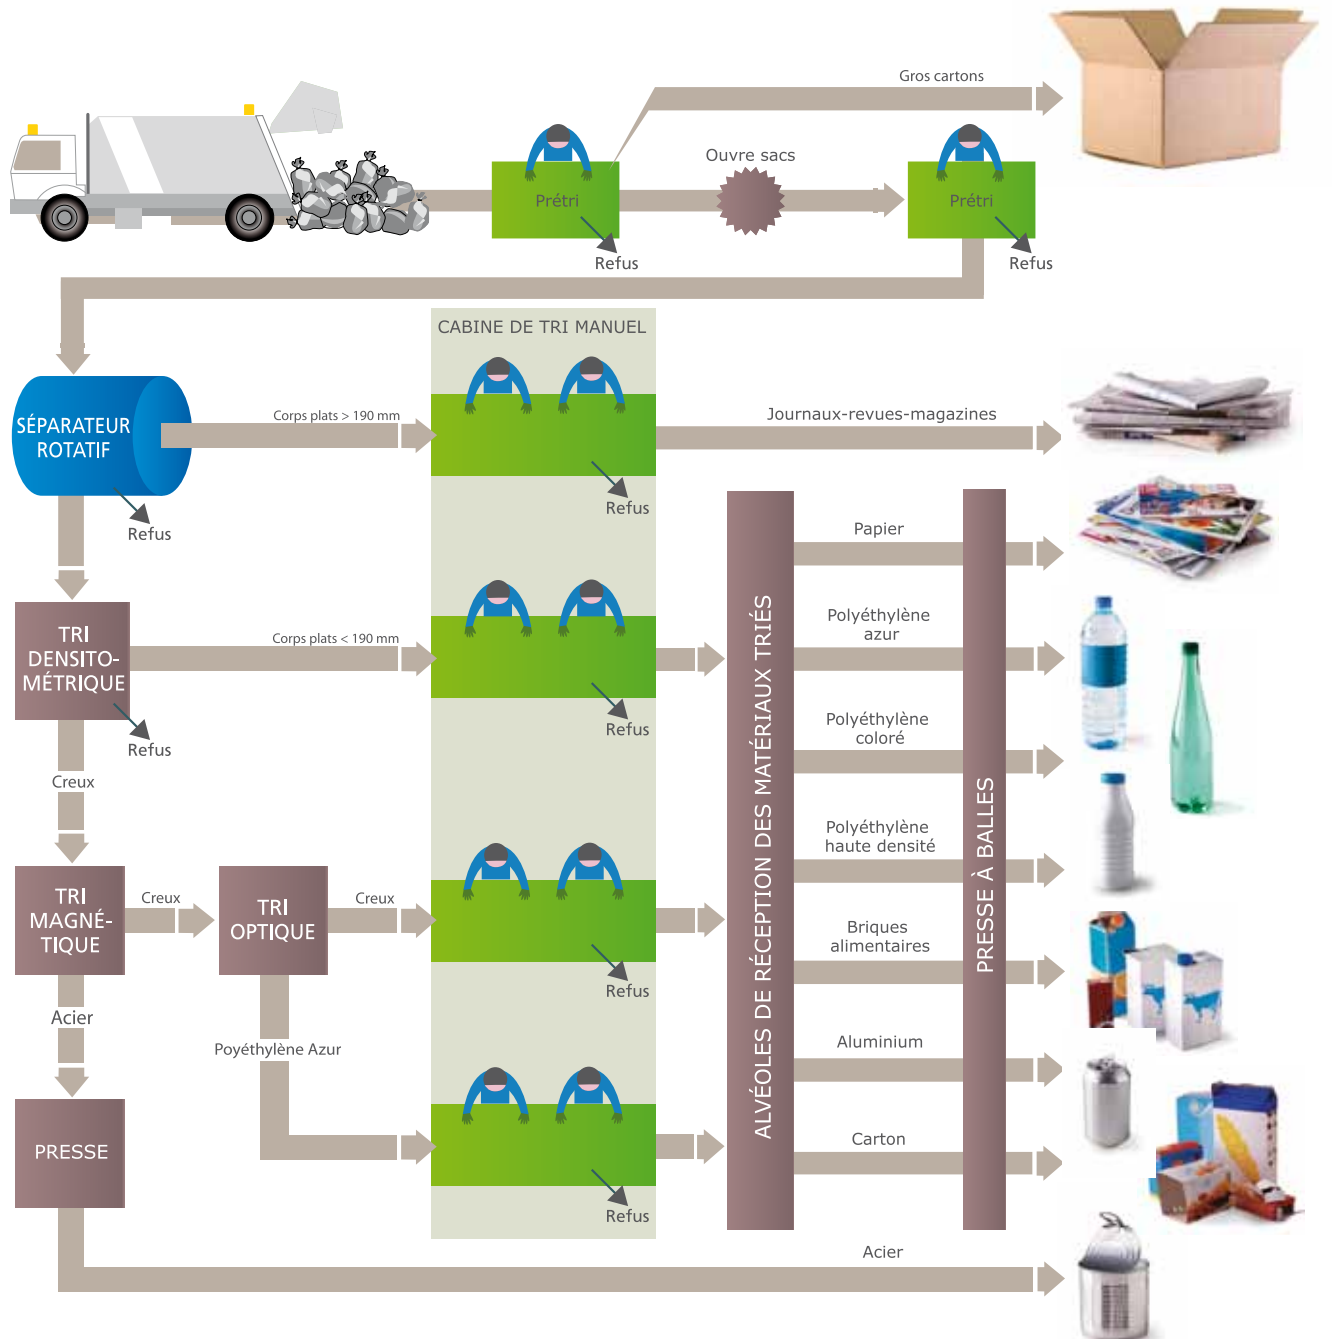 Gros cartons
Ouvre sacs
Prétri
Prétri
Refus
Refus
CABINE DE TRI MANUEL
SÉPARATEUR
ROTATIF
Corps plats > 190 mm
Journaux-revues-magazines
Refus
Refus
Papier
TRI
DENSITO-
MÉTRIQUE
Corps plats < 190 mm
Polyéthylène
azur
Refus
Refus
Polyéthylène
coloré
Creux
ALVÉOLES DE RÉCEPTION DES MATÉRIAUX TRIÉS
PRESSE À BALLES
Polyéthylène
haute densité
TRI
MAGNÉ-
TIQUE
Creux
TRI
OPTIQUE
Creux
Briques
alimentaires
Refus
Acier
Poyéthylène Azur
Aluminium
PRESSE
Carton
Refus
Acier